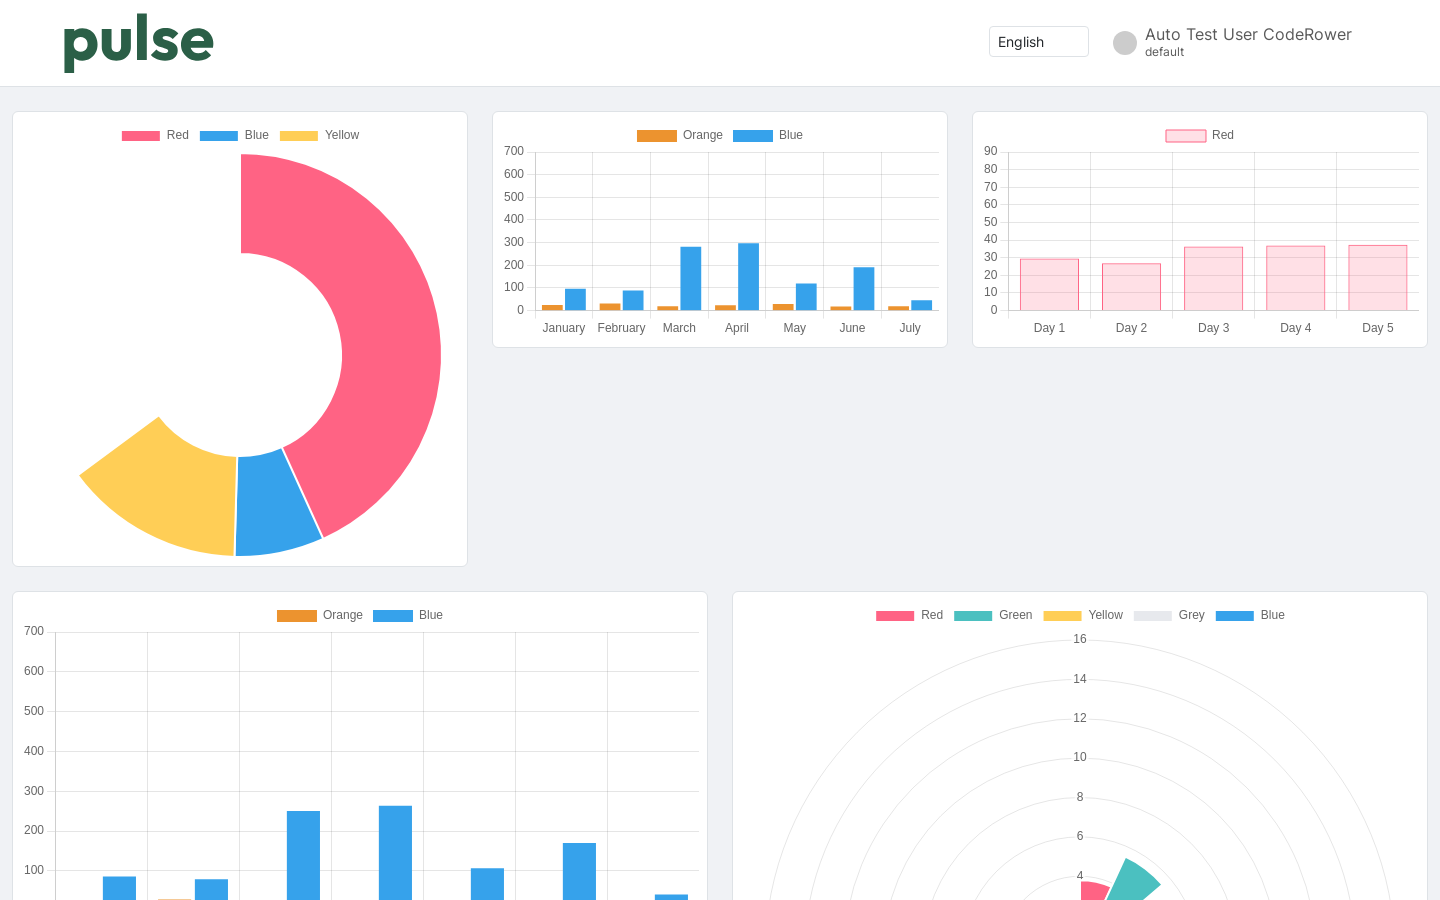 pulse
English
Auto Test User CodeRower
default
Red Blue Yellow
Orange Blue
700
600
500
400
300
200
100
0
January February March April May June July
Red
90
80
70
60
50
40
30
20
10
0
Day 1 Day 2 Day 3 Day 4 Day 5
Orange Blue
700
600
500
400
300
200
100
Red Green Yellow Grey Blue
16
14
12
10
8
6
4